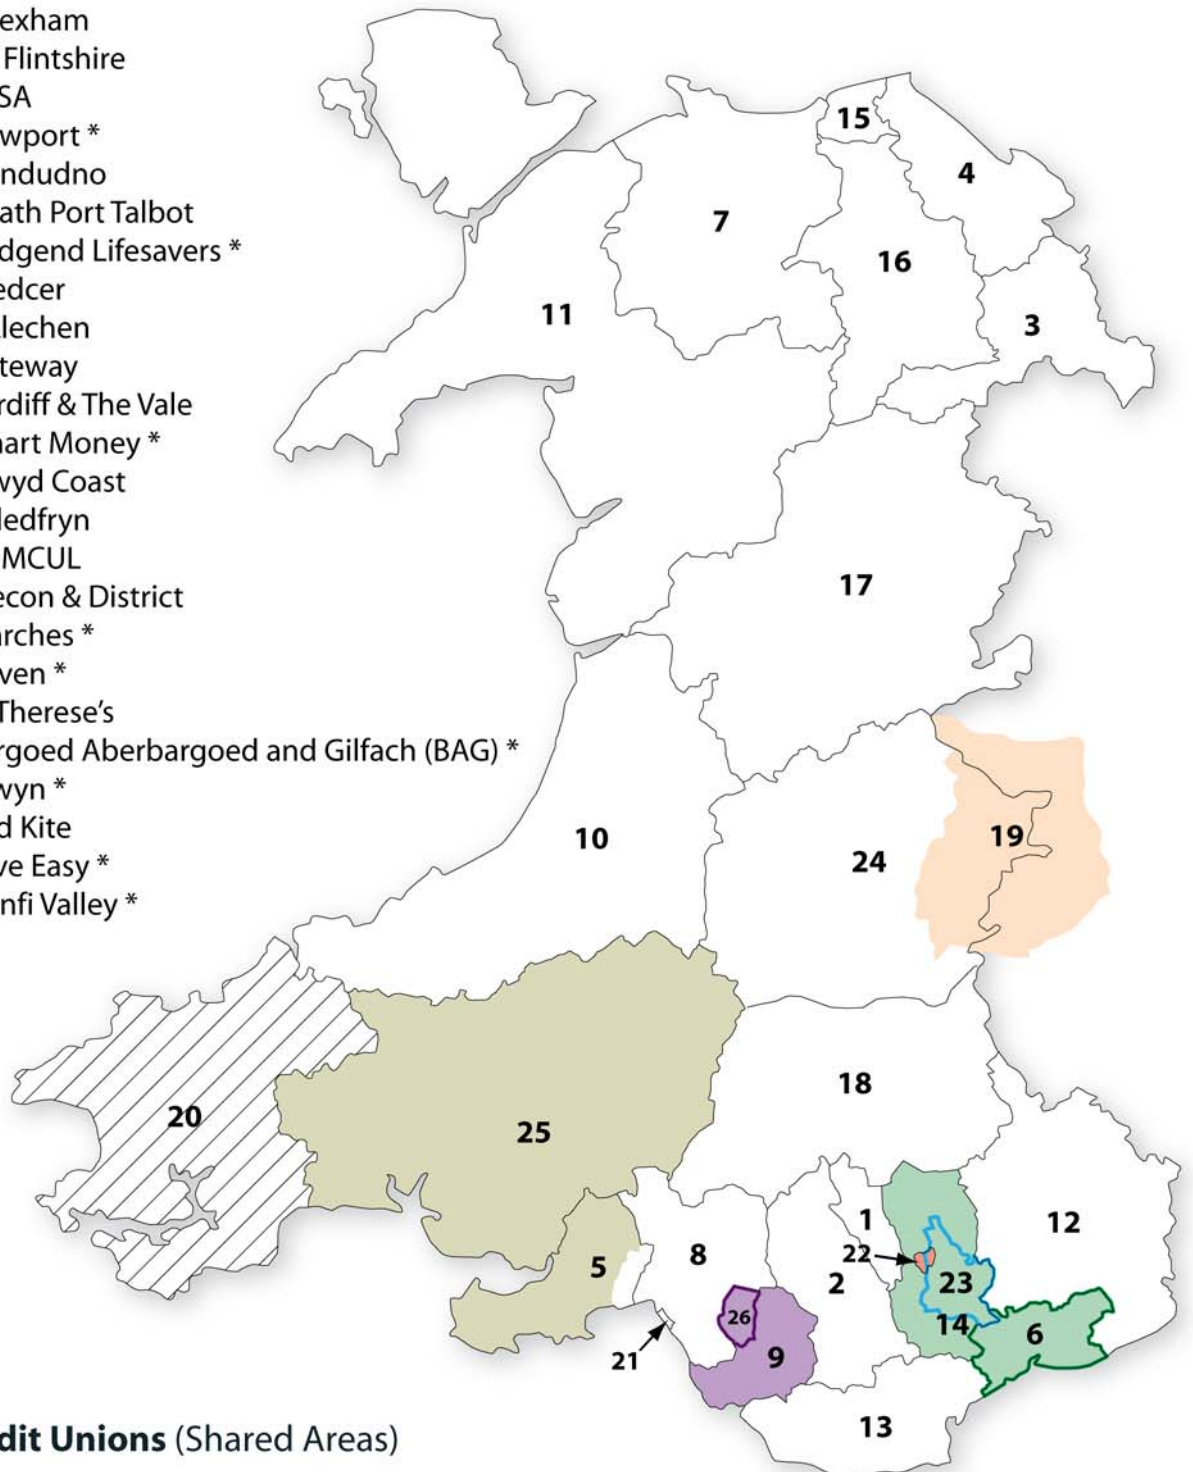 exham
Flintshire
SA
wport *
ndudno
ath Port Talbot
dgend Lifesavers *
edcer
llechen
teway
rdiff & The Vale
art Money *
wyd Coast
ledfryn
MCUL
econ & District
rches *
ven *
Therese's
rgoed Aberbargoed and Gilfach (BAG) *
wyn *
d Kite
ve Easy *
nfi Valley *
15
4
7
16
11
3
17
19
10
24
18
20
25
1
12
22
8
5
23
2
26
14
6
21
9
13
dit Unions (Shared Areas)